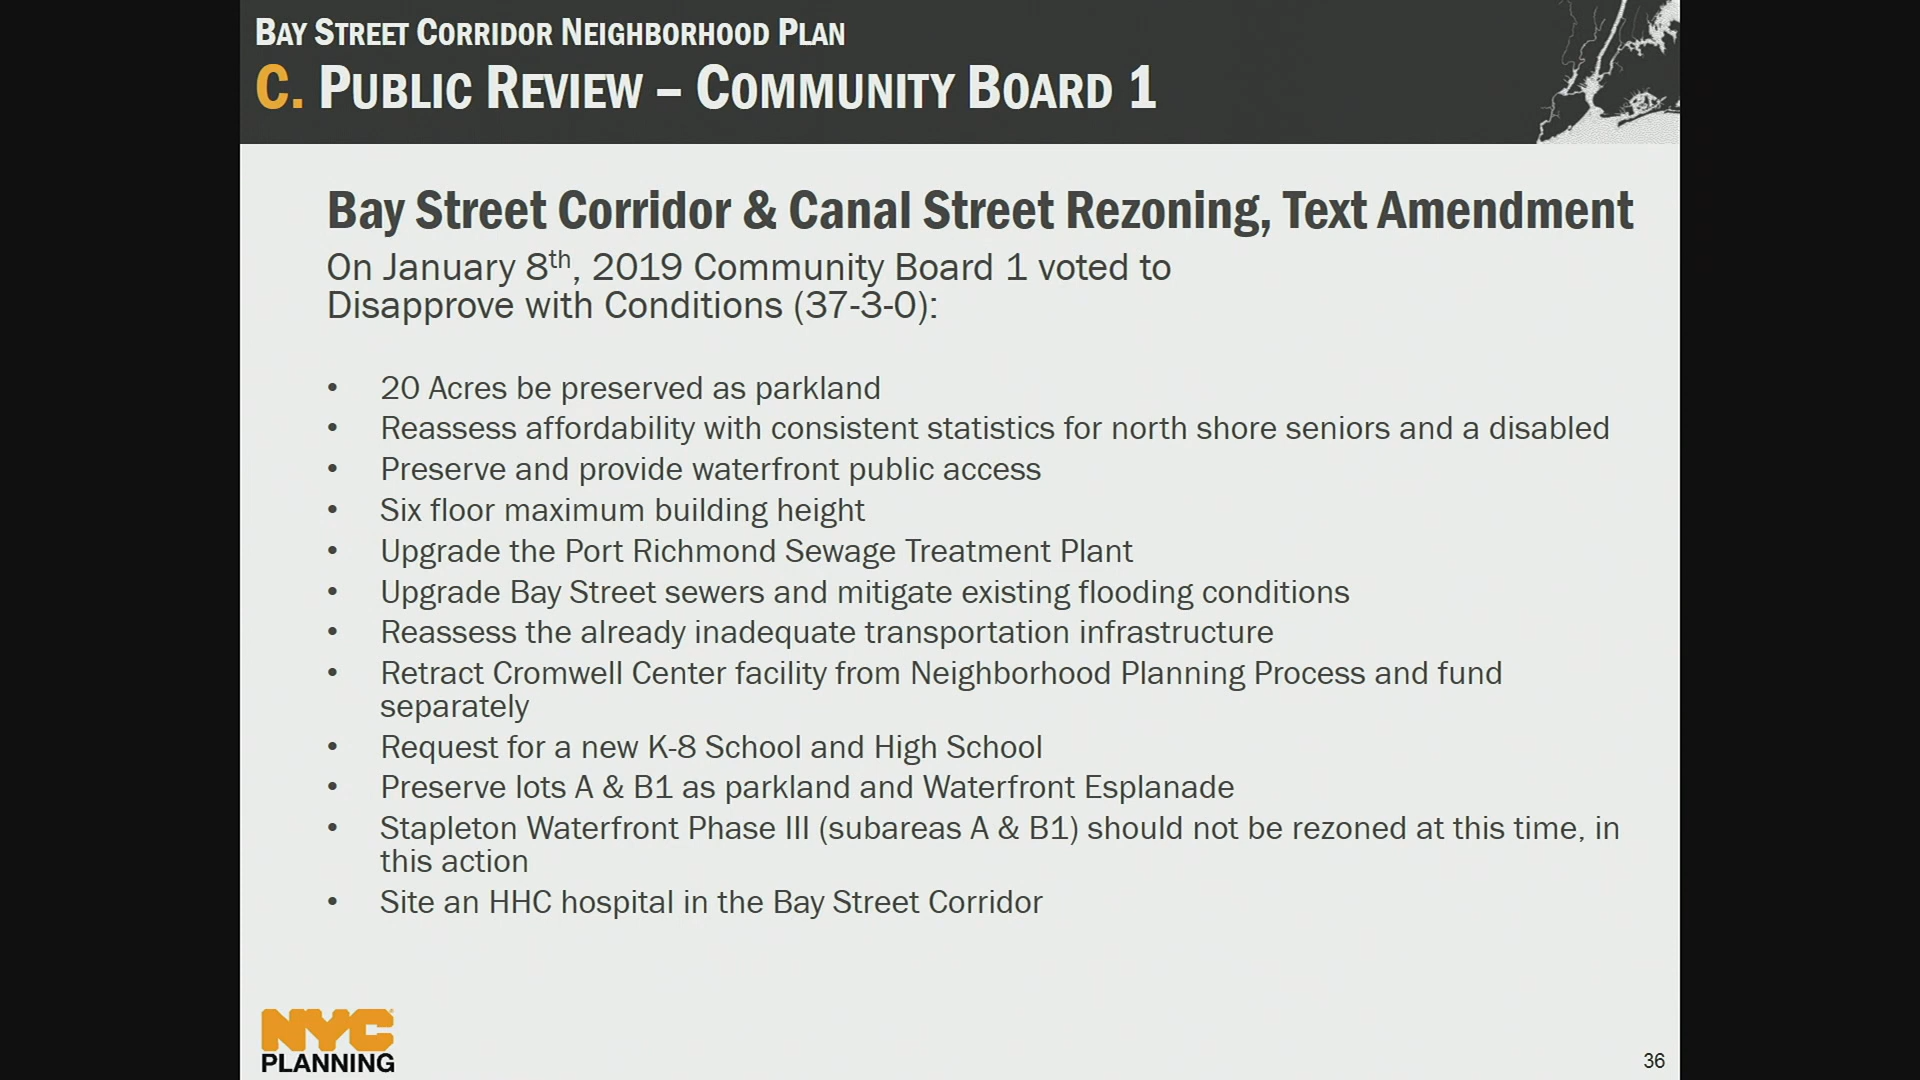 BAY STREET CORRIDOR NEIGHBORHOOD PLAN
C. PUBLIC REVIEW – COMMUNITY BOARD 1
Bay Street Corridor & Canal Street Rezoning, Text Amendment
On January 8th, 2019 Community Board 1 voted to
Disapprove with Conditions (37-3-0):
• 20 Acres be preserved as parkland
• Reassess affordability with consistent statistics for north shore seniors and a disabled
• Preserve and provide waterfront public access
• Six floor maximum building height
• Upgrade the Port Richmond Sewage Treatment Plant
• Upgrade Bay Street sewers and mitigate existing flooding conditions
• Reassess the already inadequate transportation infrastructure
• Retract Cromwell Center facility from Neighborhood Planning Process and fund
separately
• Request for a new K-8 School and High School
• Preserve lots A & B1 as parkland and Waterfront Esplanade
• Stapleton Waterfront Phase III (subareas A & B1) should not be rezoned at this time, in
this action
• Site an HHC hospital in the Bay Street Corridor
NYC
PLANNING
36